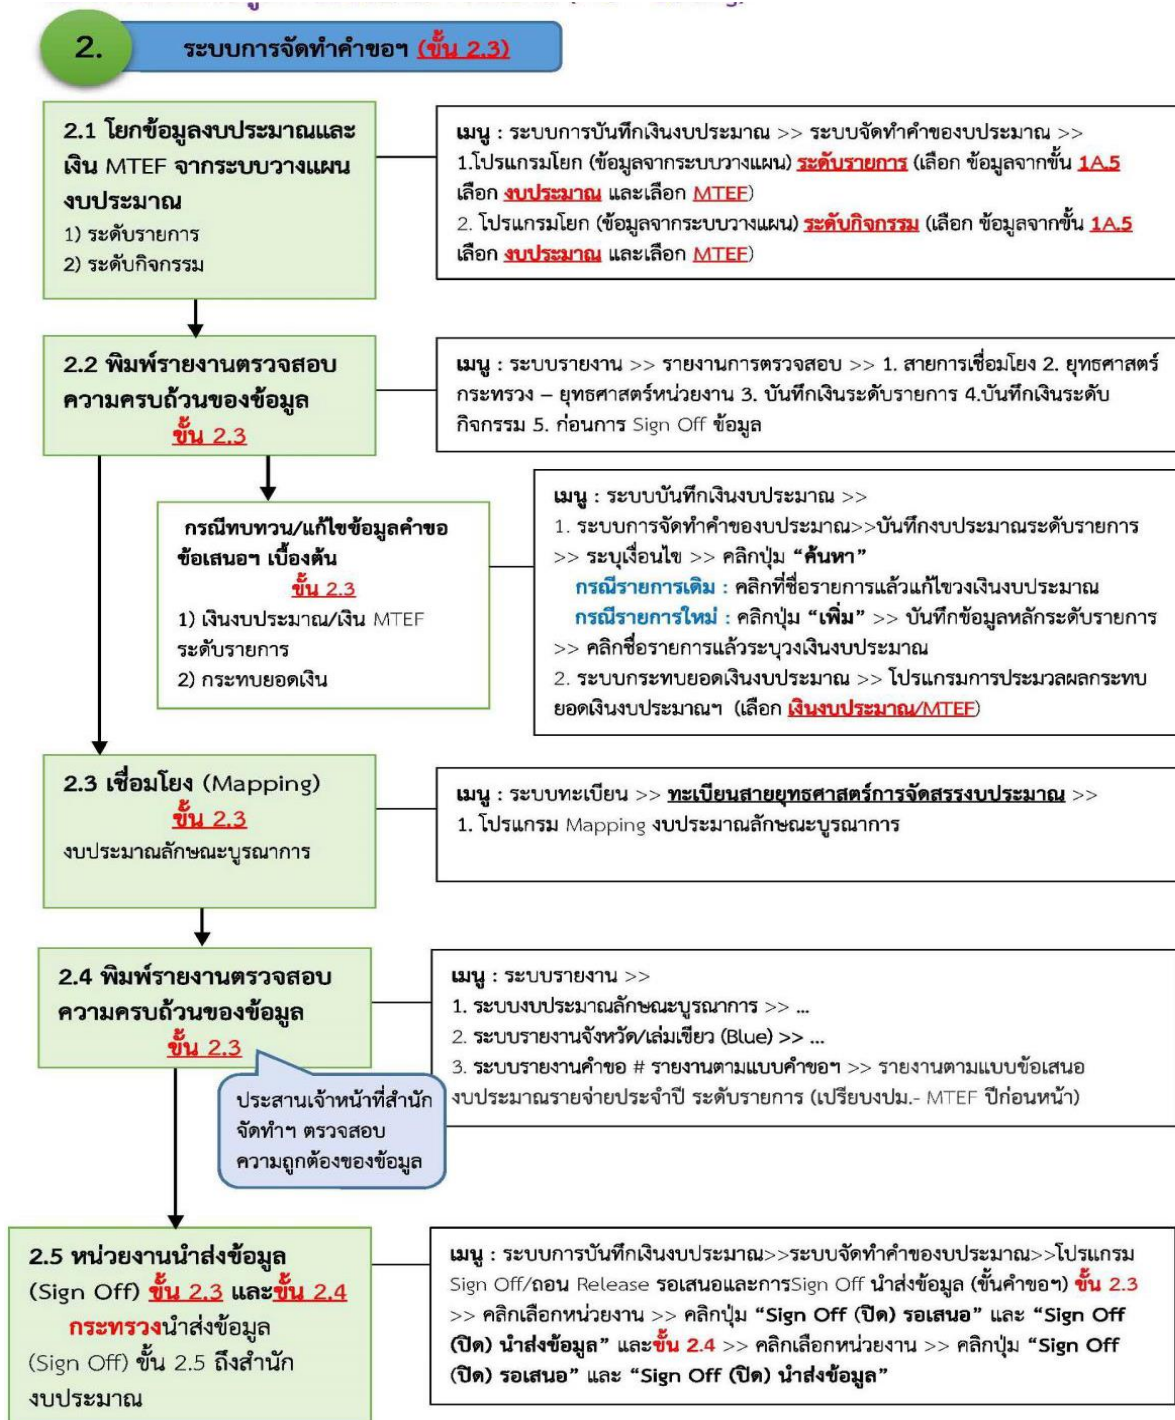 2.
ระบบการจัดทำคำขอฯ (ขั้น 2.3)
2.1 โยกข้อมูลงบประมาณและ
เงิน MTEF จากระบบวางแผน
งบประมาณ
1) ระดับรายการ
2) ระดับกิจกรรม
เมนู : ระบบการบันทึกเงินงบประมาณ >> ระบบจัดทำคำของบประมาณ >>
1.โปรแกรมโยก (ข้อมูลจากระบบวางแผน) ระดับรายการ (เลือก ข้อมูลจากขั้น 1A.5
เลือก งบประมาณ และเลือก MTEF)
2. โปรแกรมโยก (ข้อมูลจากระบบวางแผน) ระดับกิจกรรม (เลือก ข้อมูลจากขั้น 1A.5
เลือก งบประมาณ และเลือก MTEF)
2.2 พิมพ์รายงานตรวจสอบ
ความครบถ้วนของข้อมูล
ขั้น 2.3
เมนู : ระบบรายงาน >> รายงานการตรวจสอบ >> 1. สายการเชื่อมโยง 2. ยุทธศาสตร์
กระทรวง – ยุทธศาสตร์หน่วยงาน 3. บันทึกเงินระดับรายการ 4.บันทึกเงินระดับ
กิจกรรม 5. ก่อนการ Sign Off ข้อมูล
กรณีทบทวน/แก้ไขข้อมูลคำขอ
ข้อเสนอฯ เบื้องต้น
ขั้น 2.3
1) เงินงบประมาณ/เงิน MTEF
ระดับรายการ
2) กระทบยอดเงิน
เมนู : ระบบบันทึกเงินงบประมาณ >>
1. ระบบการจัดทำคำของบประมาณ>>บันทึกงบประมาณระดับรายการ
>> ระบุเงื่อนไข >> คลิกปุ่ม “ค้นหา”
กรณีรายการเดิม : คลิกที่ชื่อรายการแล้วแก้ไขวงเงินงบประมาณ
กรณีรายการใหม่ : คลิกปุ่ม “เพิ่ม” >> บันทึกข้อมูลหลักระดับรายการ
>> คลิกชื่อรายการแล้วระบุวงเงินงบประมาณ
2. ระบบกระทบยอดเงินงบประมาณ >> โปรแกรมการประมวลผลกระทบ
ยอดเงินงบประมาณฯ (เลือก เงินงบประมาณ/MTEF)
2.3 เชื่อมโยง (Mapping)
ขั้น 2.3
งบประมาณลักษณะบูรณาการ
เมนู : ระบบทะเบียน >> ทะเบียนสายยุทธศาสตร์การจัดสรรงบประมาณ >>
1. โปรแกรม Mapping งบประมาณลักษณะบูรณาการ
2.4 พิมพ์รายงานตรวจสอบ
ความครบถ้วนของข้อมูล
ขั้น 2.3
เมนู : ระบบรายงาน >>
1. ระบบงบประมาณลักษณะบูรณาการ >> ...
2. ระบบรายงานจังหวัด/เล่มเขียว (Blue) >> ...
3. ระบบรายงานคำขอ # รายงานตามแบบคำขอฯ >> รายงานตามแบบข้อเสนอ
งบประมาณรายจ่ายประจำปี ระดับรายการ (เปรียบงปม.- MTEF ปีก่อนหน้า)
ประสานเจ้าหน้าที่สำนัก
จัดทำฯ ตรวจสอบ
ความถูกต้องของข้อมูล
2.5 หน่วยงานนำส่งข้อมูล
(Sign Off) ขั้น 2.3 และขั้น 2.4
กระทรวงนำส่งข้อมูล
(Sign Off) ขั้น 2.5 ถึงสำนัก
งบประมาณ
เมนู : ระบบการบันทึกเงินงบประมาณ>>ระบบจัดทำคำของบประมาณ>>โปรแกรม
Sign Off/ถอน Release รอเสนอและการSign Off นำส่งข้อมูล (ขั้นคำขอฯ) ขั้น 2.3
>> คลิกเลือกหน่วยงาน >> คลิกปุ่ม “Sign Off (ปิด) รอเสนอ” และ “Sign Off
(ปิด) นำส่งข้อมูล” และขั้น 2.4 >> คลิกเลือกหน่วยงาน >> คลิกปุ่ม “Sign Off
(ปิด) รอเสนอ” และ “Sign Off (ปิด) นำส่งข้อมูล”